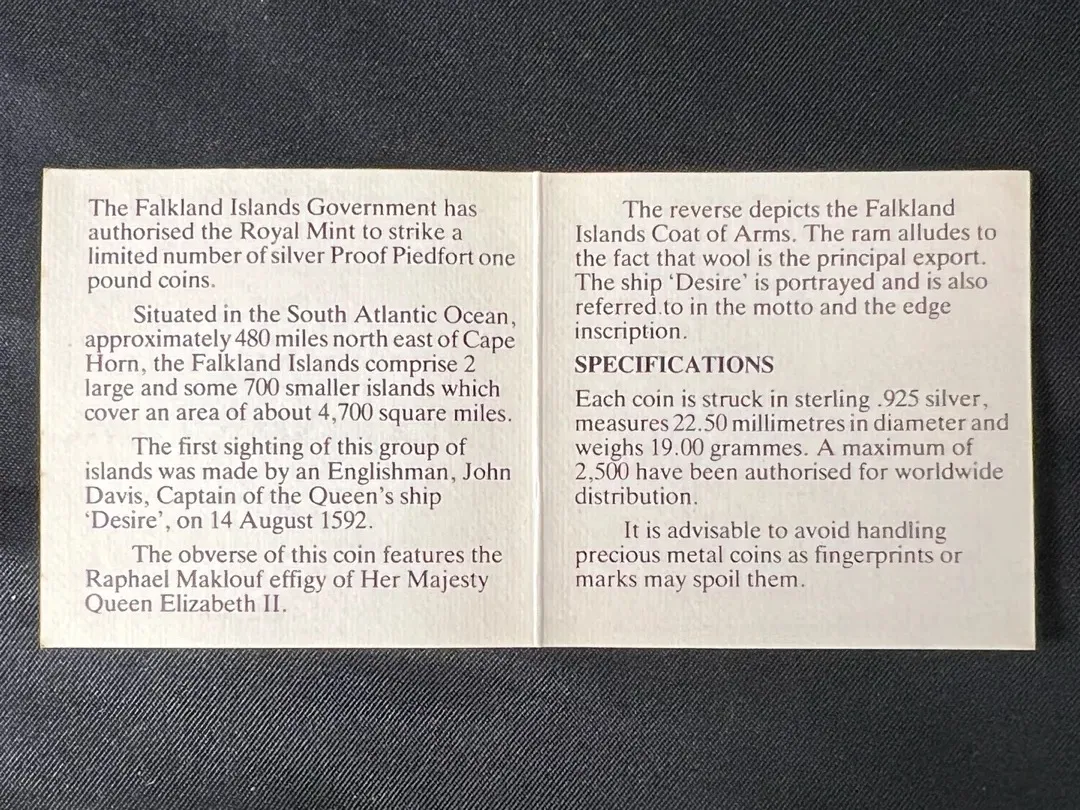 The Falkland Islands Government has
authorised the Royal Mint to strike a
limited number of silver Proof Piedfort one
pound coins.
Situated in the South Atlantic Ocean,
approximately 480 miles north east of Cape
Horn, the Falkland Islands comprise 2
large and some 700 smaller islands which
cover an area of about 4,700 square miles.
The first sighting of this group of
islands was made by an Englishman, John
Davis, Captain of the Queen's ship
'Desire', on 14 August 1592.
The obverse of this coin features the
Raphael Maklouf effigy of Her Majesty
Queen Elizabeth II.
The reverse depicts the Falkland
Islands Coat of Arms. The ram alludes to
the fact that wool is the principal export.
The ship 'Desire' is portrayed and is also
referred.to in the motto and the edge
inscription.
SPECIFICATIONS
Each coin is struck in sterling .925 silver,
measures 22.50 millimetres in diameter and
weighs 19.00 grammes. A maximum of
2,500 have been authorised for worldwide
distribution.
It is advisable to avoid handling
precious metal coins as fingerprints or
marks may spoil them.